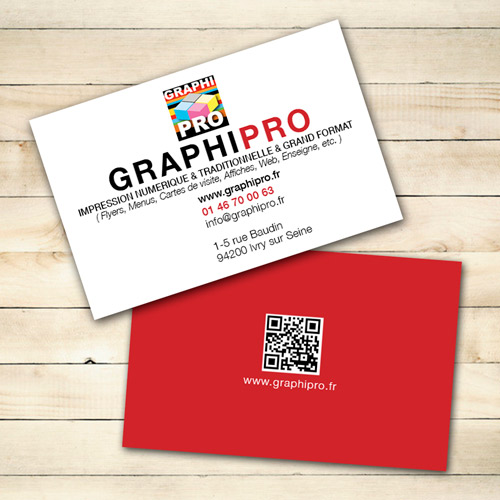 GRAPHI
PRO
GRAPHIPRO
IMPRESSION NUMERIQUE & TRADITIONNELLE & GRAND FORMAT
( Flyers, Menus, Cartes de visite, Affiches, Web, Enseigne, etc. )
www.graphipro.fr
01 46 70 00 63
info@graphipro.fr
1-5 rue Baudin
94200 Ivry sur Seine
www.graphipro.fr